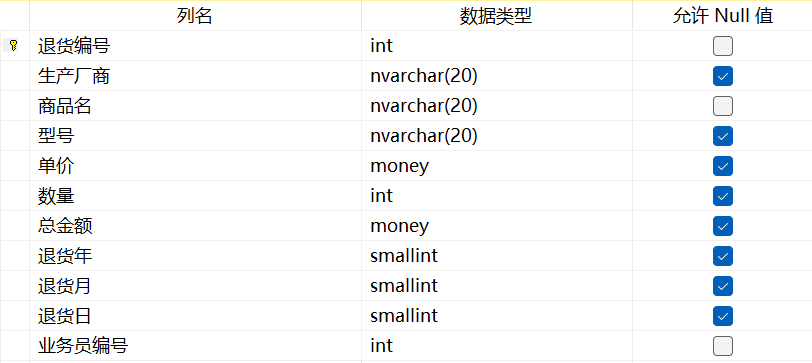 列名 数据类型 允许 Null 值
退货编号 int
生产厂商 nvarchar(20)
商品名 nvarchar(20)
型号 nvarchar(20)
单价 money
数量 int
总金额 money
退货年 smallint
退货月 smallint
退货日 smallint
业务员编号 int